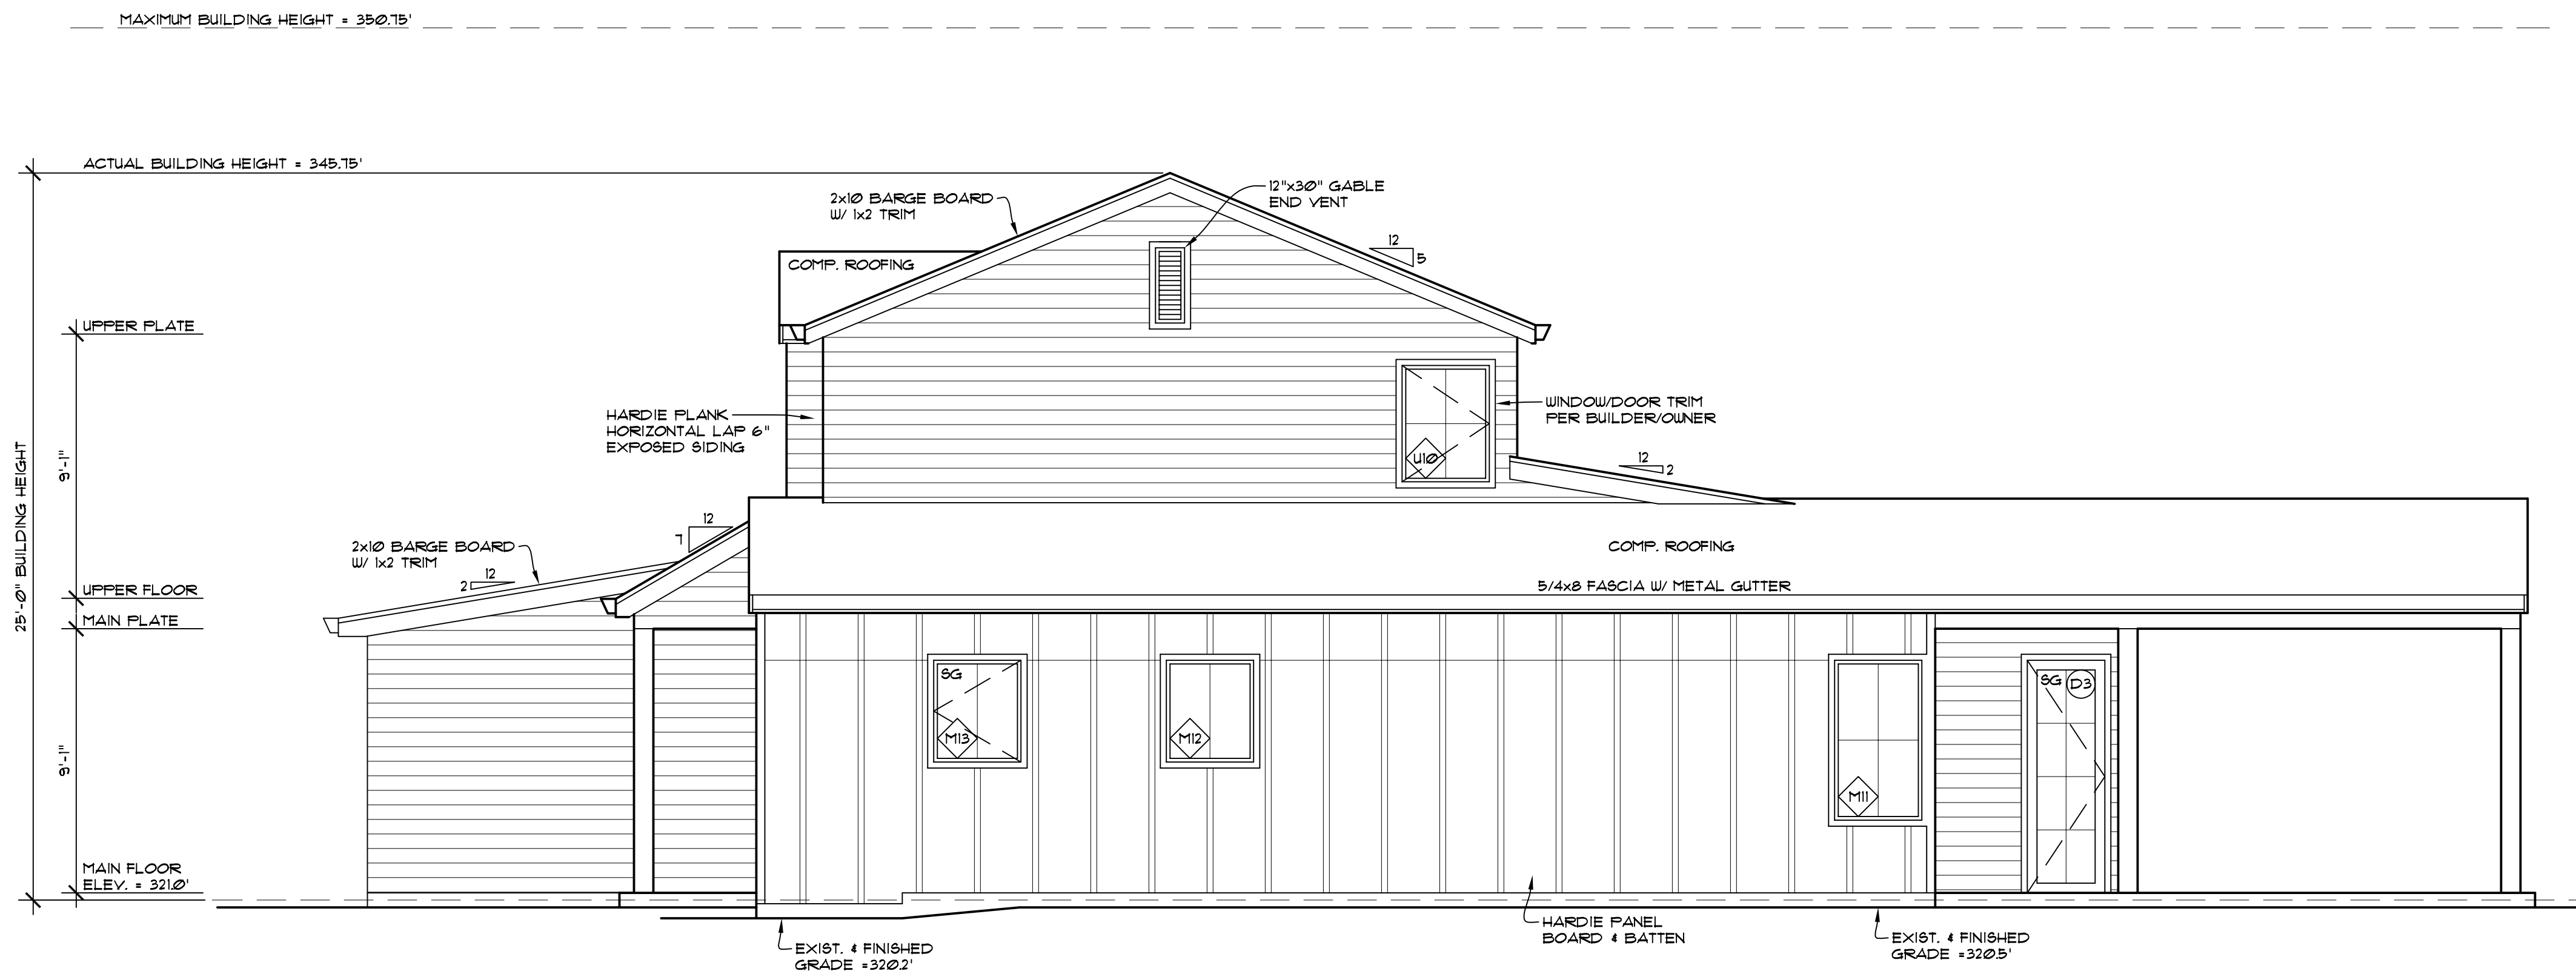 MAXIMUM BUILDING HEIGHT = 350.75'
ACTUAL BUILDING HEIGHT = 345.75'
2x10 BARGE BOARD
W/ 1x2 TRIM
12"x30" GABLE
END VENT
12
5
COMP. ROOFING
UPPER PLATE
HARDIE PLANK
HORIZONTAL LAP 6"
EXPOSED SIDING
WINDOW/DOOR TRIM
PER BUILDER/OWNER
U10
12
2
25'-0" BUILDING HEIGHT
9'-1"
12
7
2x10 BARGE BOARD
W/ 1x2 TRIM
12
2
COMP. ROOFING
5/4x8 FASCIA W/ METAL GUTTER
UPPER FLOOR
MAIN PLATE
SG
M13
M12
M11
SG
D3
9'-1"
MAIN FLOOR
ELEV. = 321.0'
HARDIE PANEL
BOARD & BATTEN
EXIST. & FINISHED
GRADE =320.2'
EXIST. & FINISHED
GRADE =320.5'